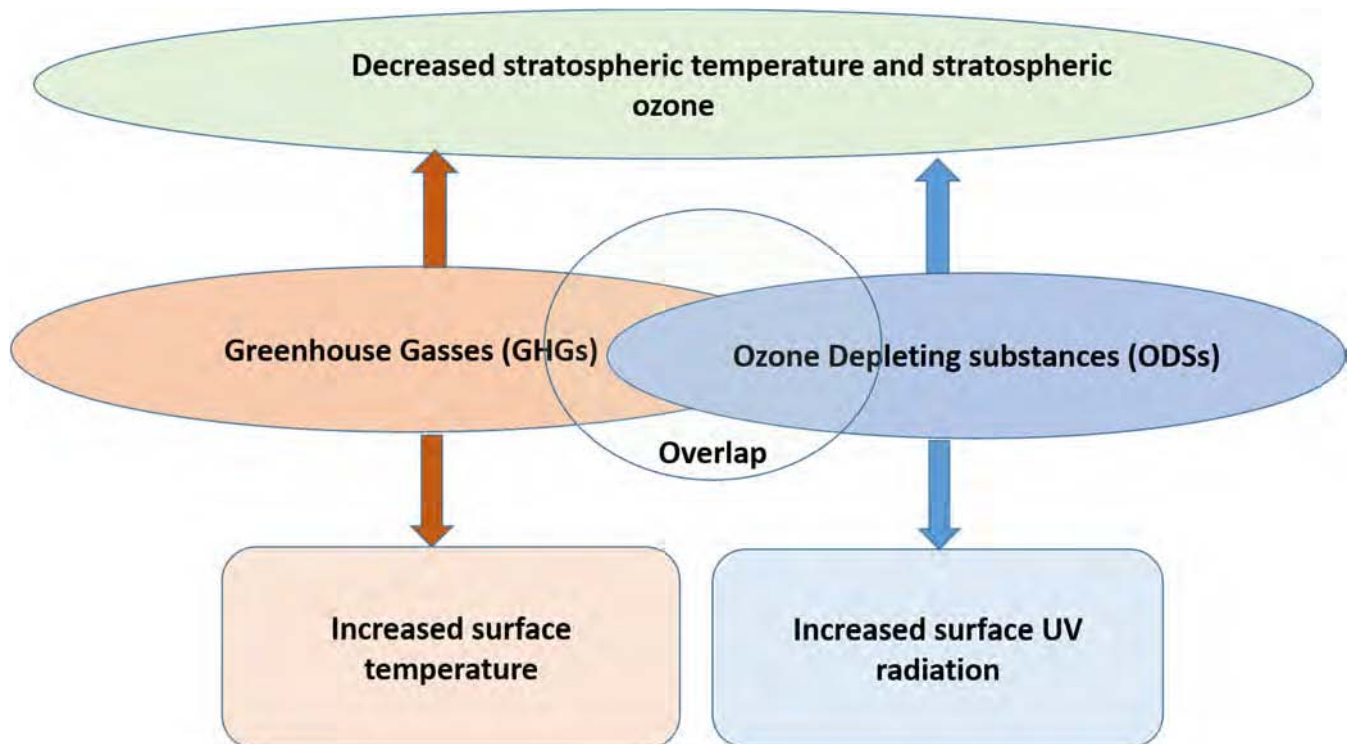 Decreased stratospheric temperature and stratospheric
ozone
Greenhouse Gasses (GHGs)
Ozone Depleting substances (ODSs)
Overlap
Increased surface
temperature
Increased surface UV
radiation